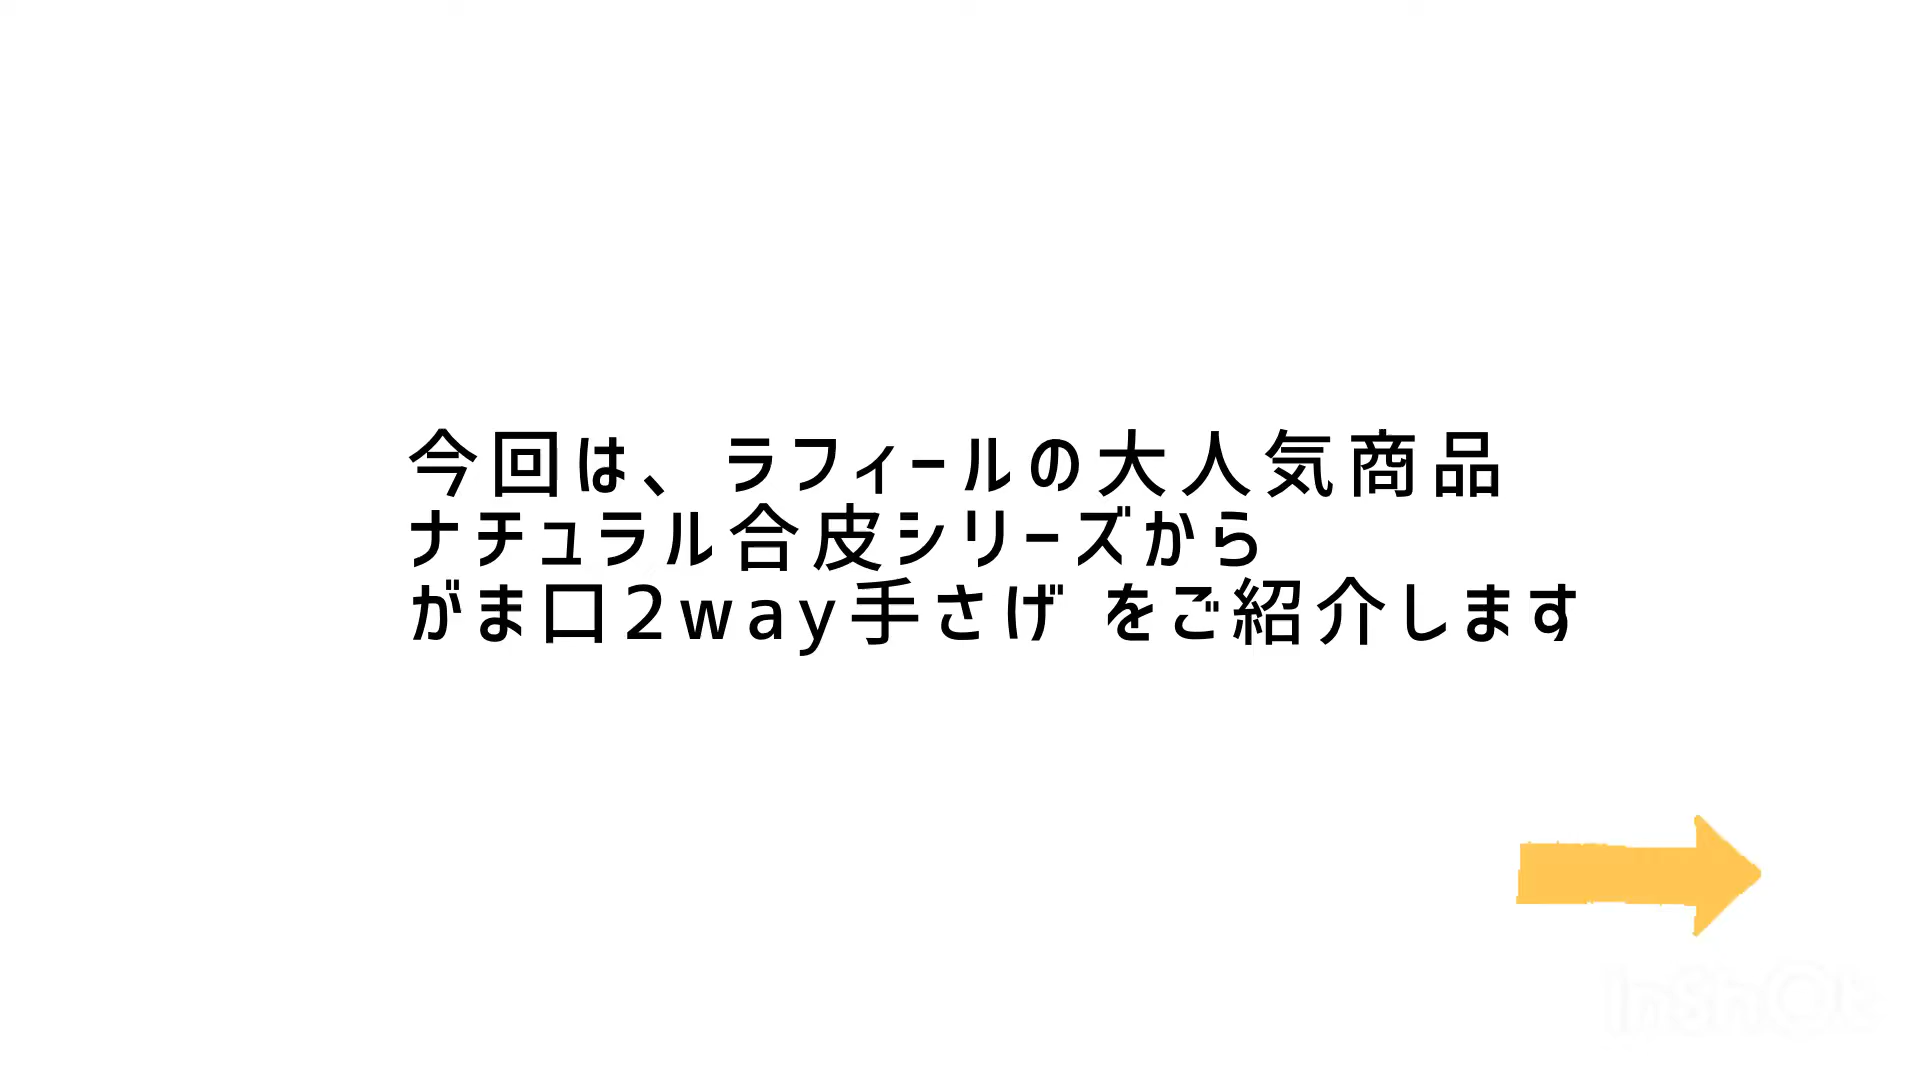 今回は、ラフィールの大人気商品
ナチュラル合皮シリーズから
がま口2way手さげ をご紹介します
InShOt